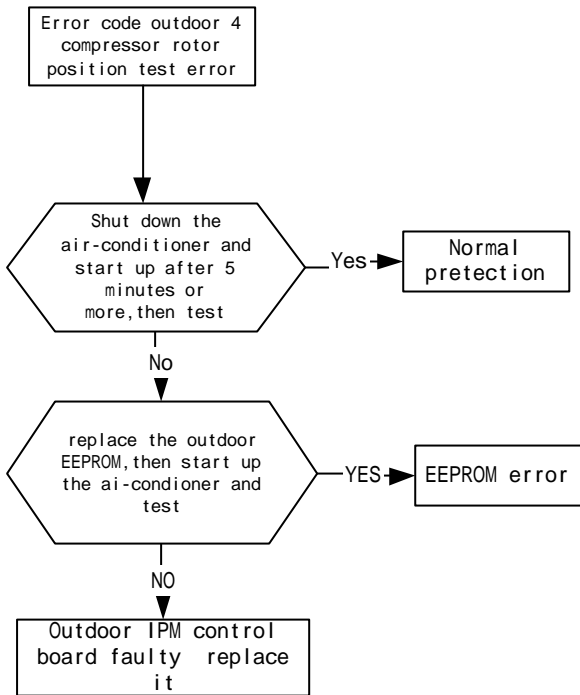 Error code outdoor 4
compressor rotor
position test error
Shut down the
air-conditioner and
start up after 5
minutes or
more,then test
Yes
Normal
pretection
No
replace the outdoor
EEPROM,then start up
the ai-condioner and
test
YES
EEPROM error
NO
Outdoor IPM control
board faulty replace
it